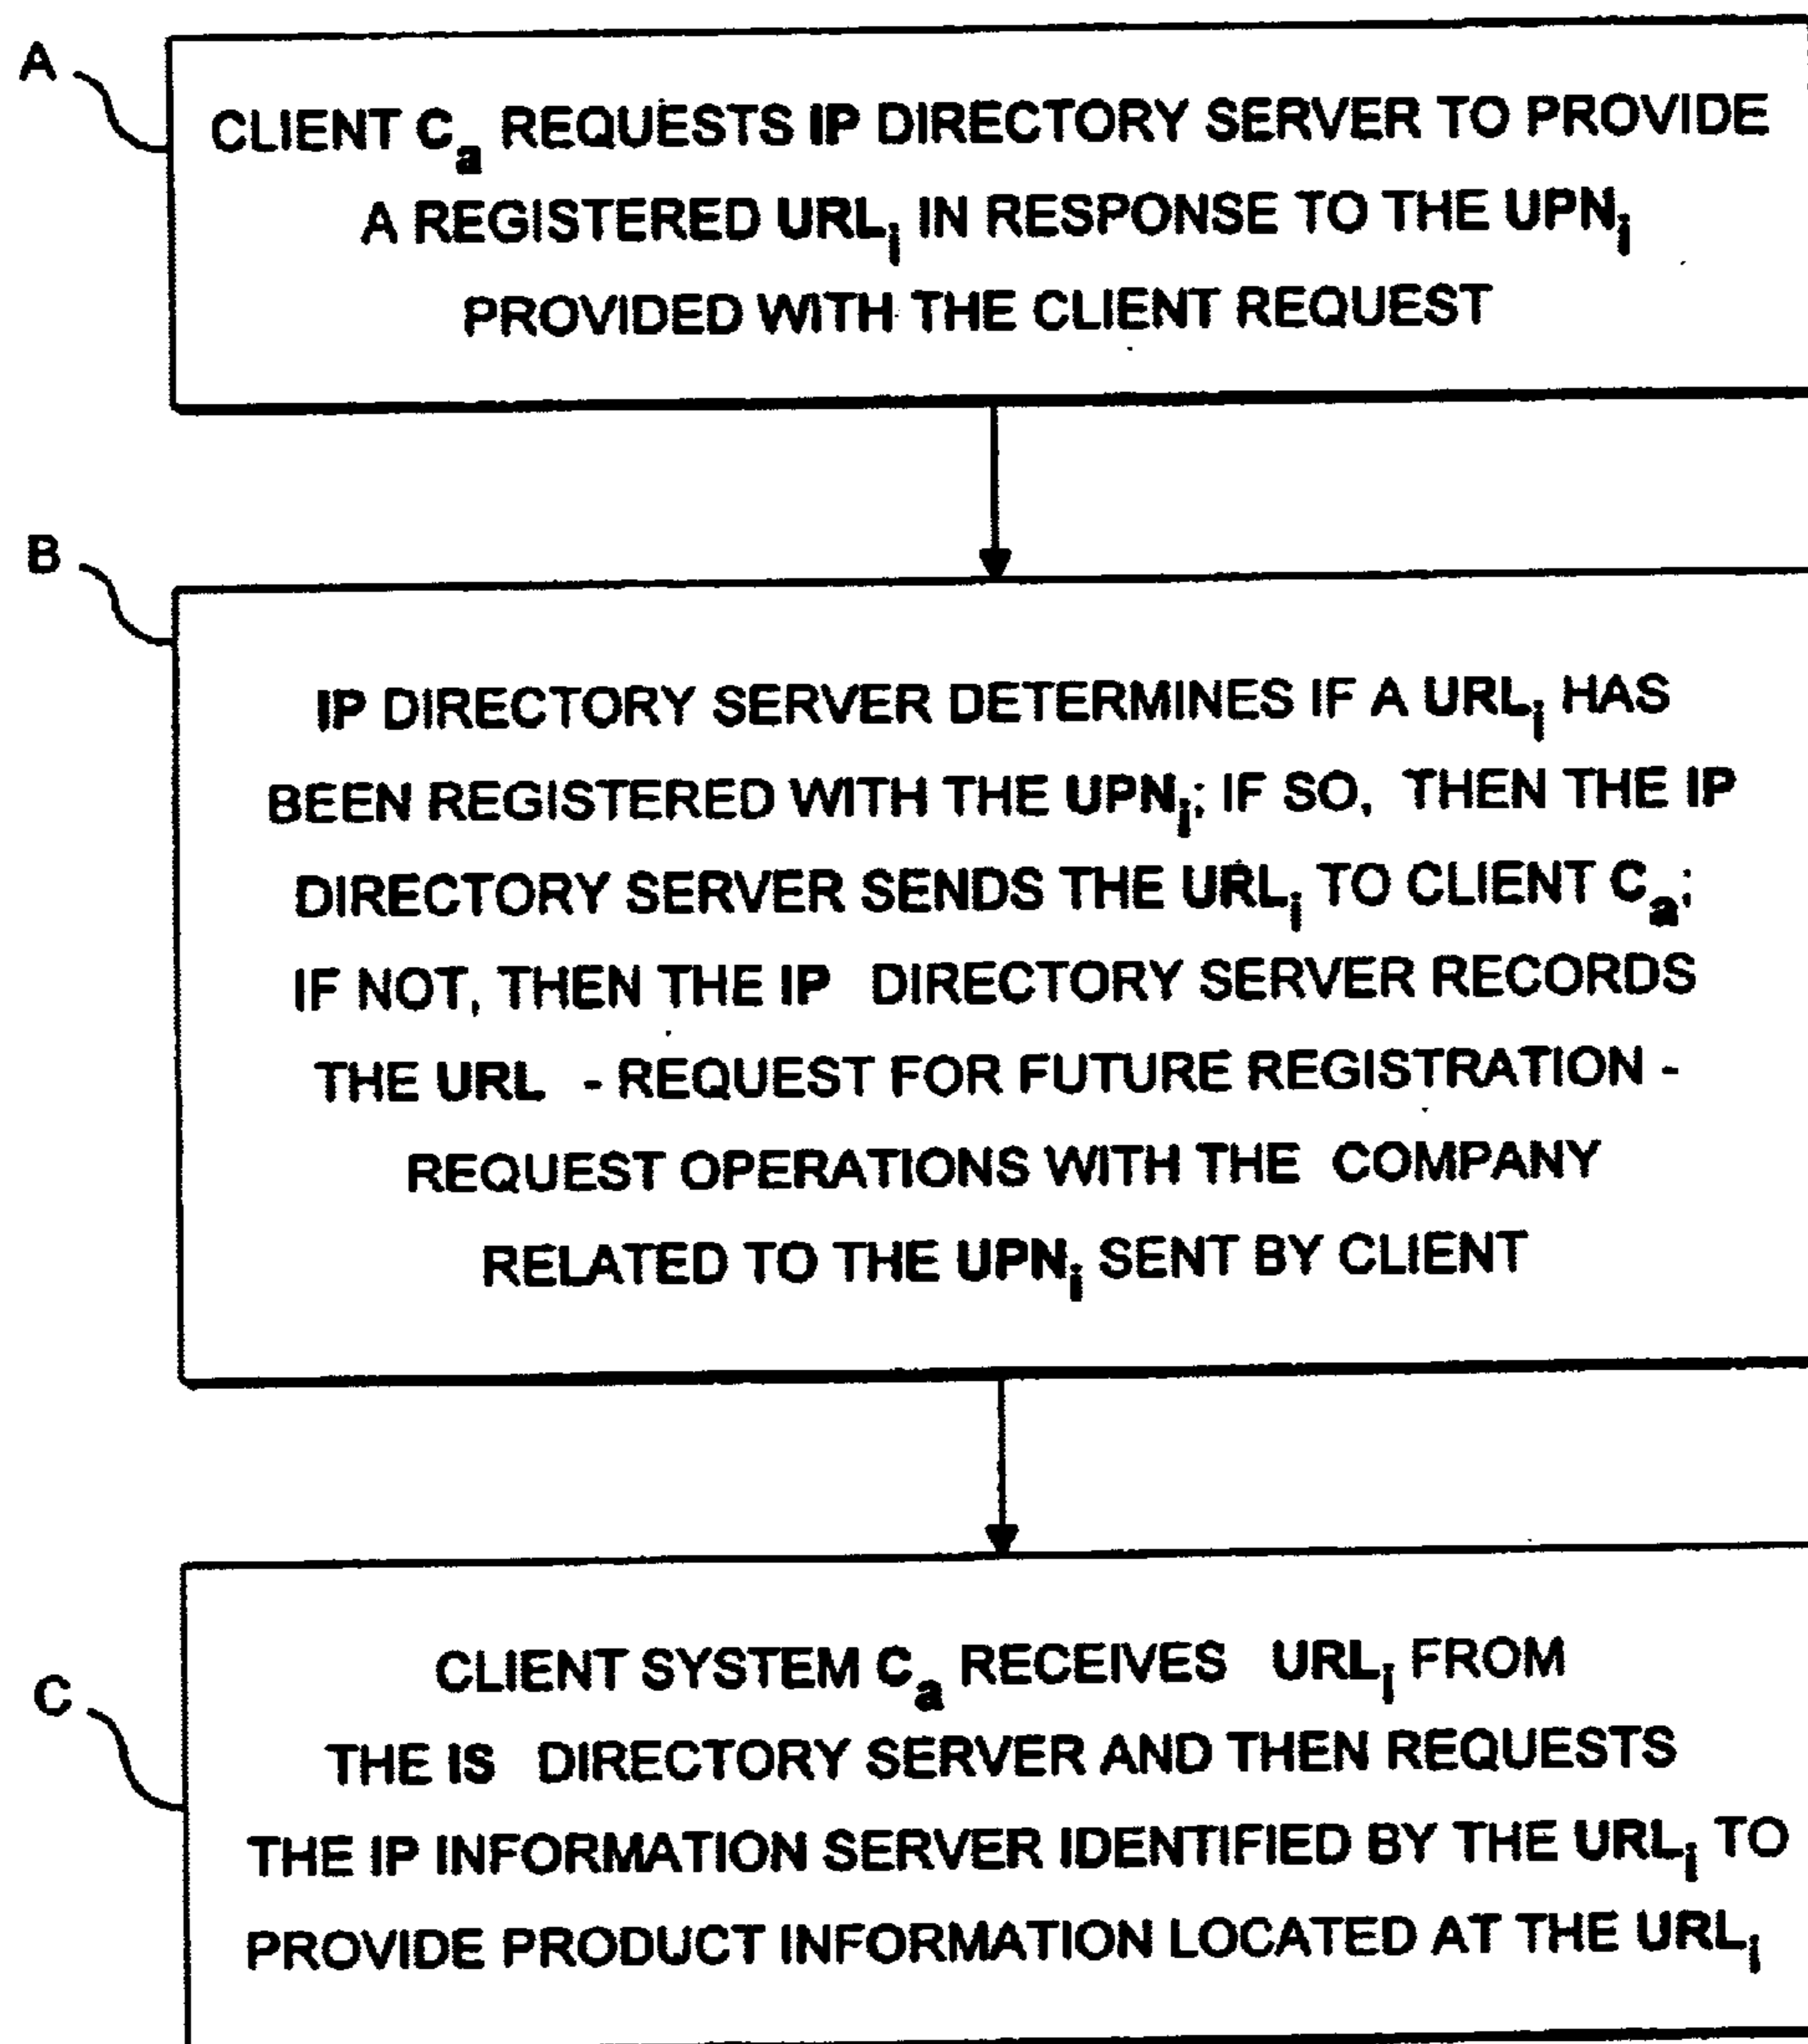 A
CLIENT Ca REQUESTS IP DIRECTORY SERVER TO PROVIDE
A REGISTERED URLi IN RESPONSE TO THE UPNi
PROVIDED WITH THE CLIENT REQUEST
B
IP DIRECTORY SERVER DETERMINES IF A URLi HAS
BEEN REGISTERED WITH THE UPNi; IF SO, THEN THE IP
DIRECTORY SERVER SENDS THE URLi TO CLIENT Ca;
IF NOT, THEN THE IP DIRECTORY SERVER RECORDS
THE URL - REQUEST FOR FUTURE REGISTRATION -
REQUEST OPERATIONS WITH THE COMPANY
RELATED TO THE UPNi SENT BY CLIENT
C
CLIENT SYSTEM Ca RECEIVES URLi FROM
THE IS DIRECTORY SERVER AND THEN REQUESTS
THE IP INFORMATION SERVER IDENTIFIED BY THE URLi TO
PROVIDE PRODUCT INFORMATION LOCATED AT THE URLi